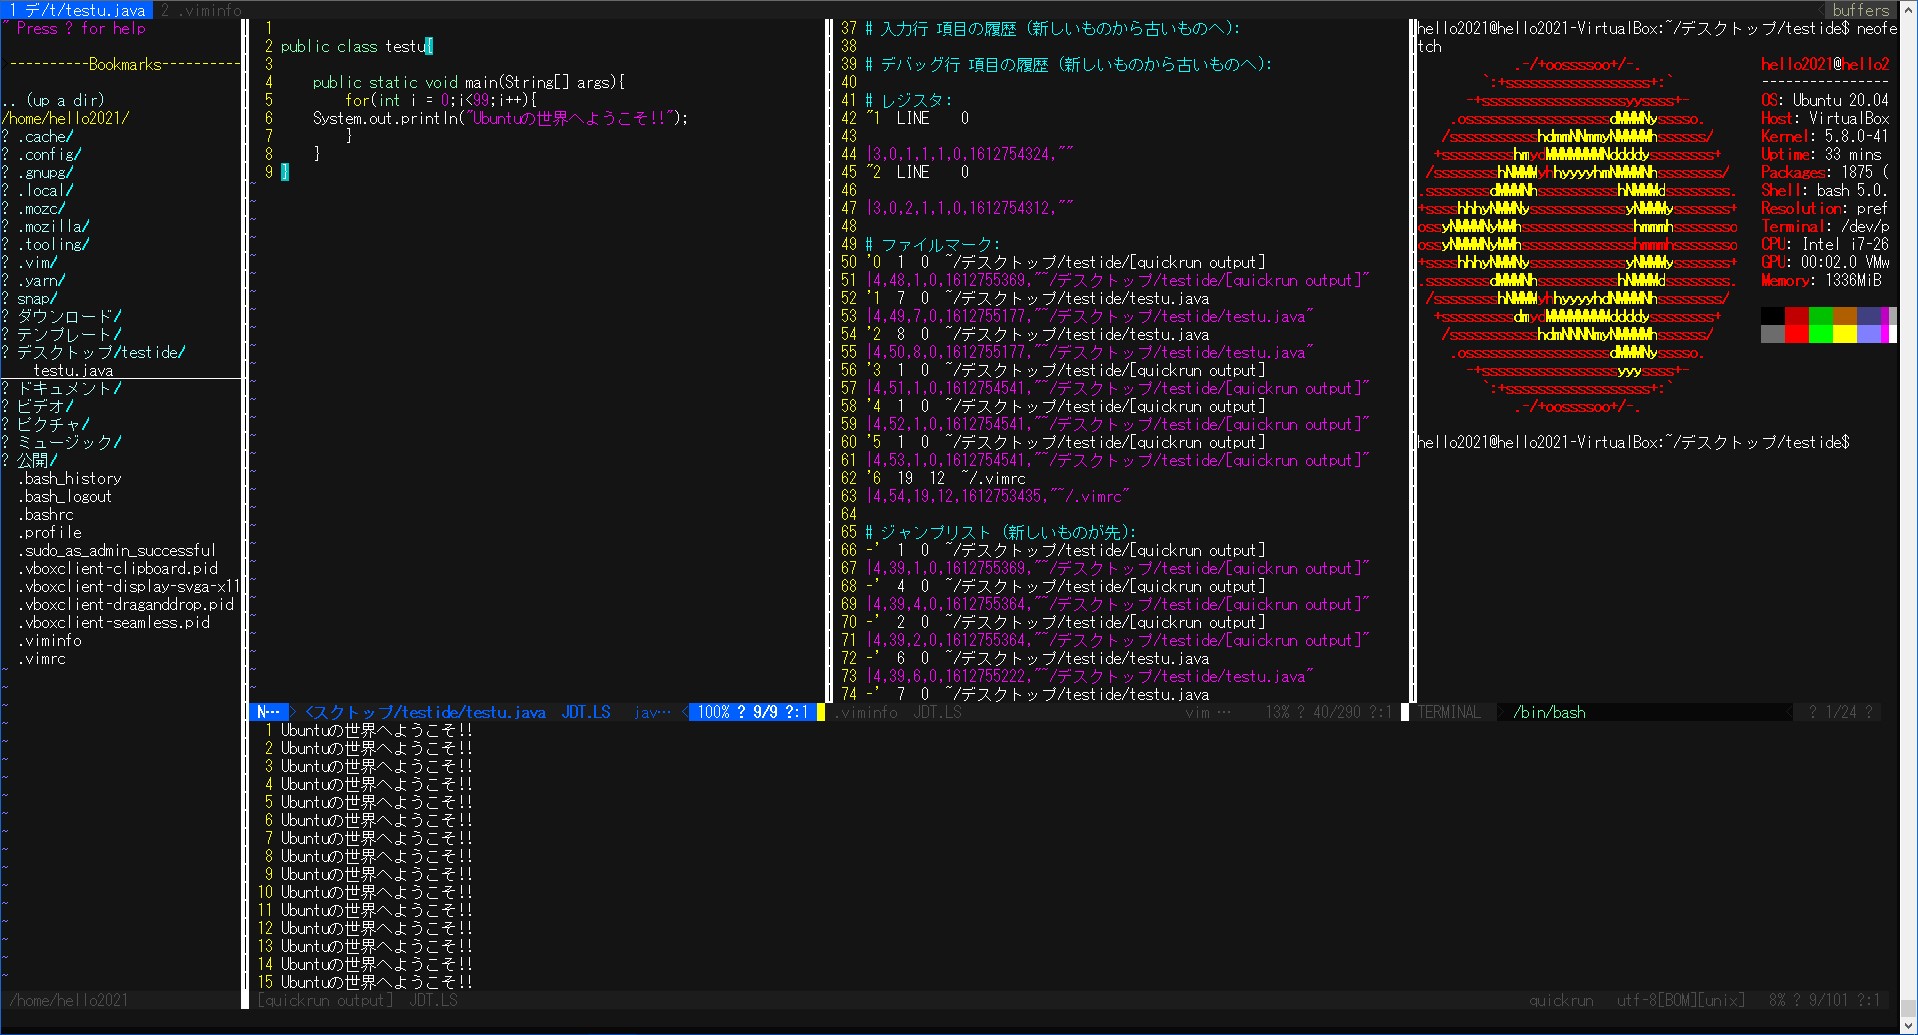 1 デ/t/testu.java 2 .viminfo
buffers
" Press ? for help
----------Bookmarks----------
.. (up a dir)
/home/hello2021/
? .cache/
? .config/
? .gnupg/
? .local/
? .mozc/
? .mozilla/
? .tooling/
? .vim/
? .yarn/
? snap/
? ダウンロード/
? テンプレート/
? デスクトップ/testide/
testu.java
? ドキュメント/
? ビデオ/
? ピクチャ/
? ミュージック/
? 公開/
.bash_history
.bash_logout
.bashrc
.profile
.sudo_as_admin_successful
.vboxclient-clipboard.pid
.vboxclient-display-svga-x11
.vboxclient-draganddrop.pid
.vboxclient-seamless.pid
.viminfo
.vimrc
/home/hello2021
1
2 public class testu{
3
4     public static void main(String[] args){
5         for(int i = 0;i<99;i++){
6     System.out.println("Ubuntuの世界へようこそ!!");
7         }
8     }
9 }
N… <スクトップ/testide/testu.java JDT.LS jav… 100% ? 9/9 ?:1
37 # 入力行 項目の履歴 (新しいものから古いものへ):
38
39 # デバッグ行 項目の履歴 (新しいものから古いものへ):
40
41 # レジスタ:
42 "1 LINE 0
43
44 |3,0,1,1,1,0,1612754324,""
45 "2 LINE 0
46
47 |3,0,2,1,1,0,1612754312,""
48
49 # ファイルマーク:
50 '0 1 0 ~/デスクトップ/testide/[quickrun output]
51 |4,48,1,0,1612755369,"~/デスクトップ/testide/[quickrun output]"
52 '1 7 0 ~/デスクトップ/testide/testu.java
53 |4,49,7,0,1612755177,"~/デスクトップ/testide/testu.java"
54 '2 8 0 ~/デスクトップ/testide/testu.java
55 |4,50,8,0,1612755177,"~/デスクトップ/testide/testu.java"
56 '3 1 0 ~/デスクトップ/testide/[quickrun output]
57 |4,51,1,0,1612754541,"~/デスクトップ/testide/[quickrun output]"
58 '4 1 0 ~/デスクトップ/testide/[quickrun output]
59 |4,52,1,0,1612754541,"~/デスクトップ/testide/[quickrun output]"
60 '5 1 0 ~/デスクトップ/testide/[quickrun output]
61 |4,53,1,0,1612754541,"~/デスクトップ/testide/[quickrun output]"
62 '6 19 12 ~/.vimrc
63 |4,54,19,12,1612753435,"~/.vimrc"
64
65 # ジャンプリスト (新しいものが先):
66 -' 1 0 ~/デスクトップ/testide/[quickrun output]
67 |4,39,1,0,1612755369,"~/デスクトップ/testide/[quickrun output]"
68 -' 4 0 ~/デスクトップ/testide/[quickrun output]
69 |4,39,4,0,1612755364,"~/デスクトップ/testide/[quickrun output]"
70 -' 2 0 ~/デスクトップ/testide/[quickrun output]
71 |4,39,2,0,1612755364,"~/デスクトップ/testide/[quickrun output]"
72 -' 6 0 ~/デスクトップ/testide/testu.java
73 |4,39,6,0,1612755222,"~/デスクトップ/testide/testu.java"
74 -' 7 0 ~/デスクトップ/testide/testu.java
.viminfo JDT.LS vim … 13% ? 40/290 ?:1
hello2021@hello2021-VirtualBox:~/デスクトップ/testide$ neofe
tch
hello2021@hello2
----------------
OS: Ubuntu 20.04
Host: VirtualBox
Kernel: 5.8.0-41
Uptime: 33 mins
Packages: 1875 (
Shell: bash 5.0.
Resolution: pref
Terminal: /dev/p
CPU: Intel i7-26
GPU: 00:02.0 VMw
Memory: 1336MiB
hello2021@hello2021-VirtualBox:~/デスクトップ/testide$
TERMINAL /bin/bash ? 1/24 ?
1 Ubuntuの世界へようこそ!!
2 Ubuntuの世界へようこそ!!
3 Ubuntuの世界へようこそ!!
4 Ubuntuの世界へようこそ!!
5 Ubuntuの世界へようこそ!!
6 Ubuntuの世界へようこそ!!
7 Ubuntuの世界へようこそ!!
8 Ubuntuの世界へようこそ!!
9 Ubuntuの世界へようこそ!!
10 Ubuntuの世界へようこそ!!
11 Ubuntuの世界へようこそ!!
12 Ubuntuの世界へようこそ!!
13 Ubuntuの世界へようこそ!!
14 Ubuntuの世界へようこそ!!
15 Ubuntuの世界へようこそ!!
[quickrun output] JDT.LS quickrun utf-8[BOM][unix] 8% ? 9/101 ?:1